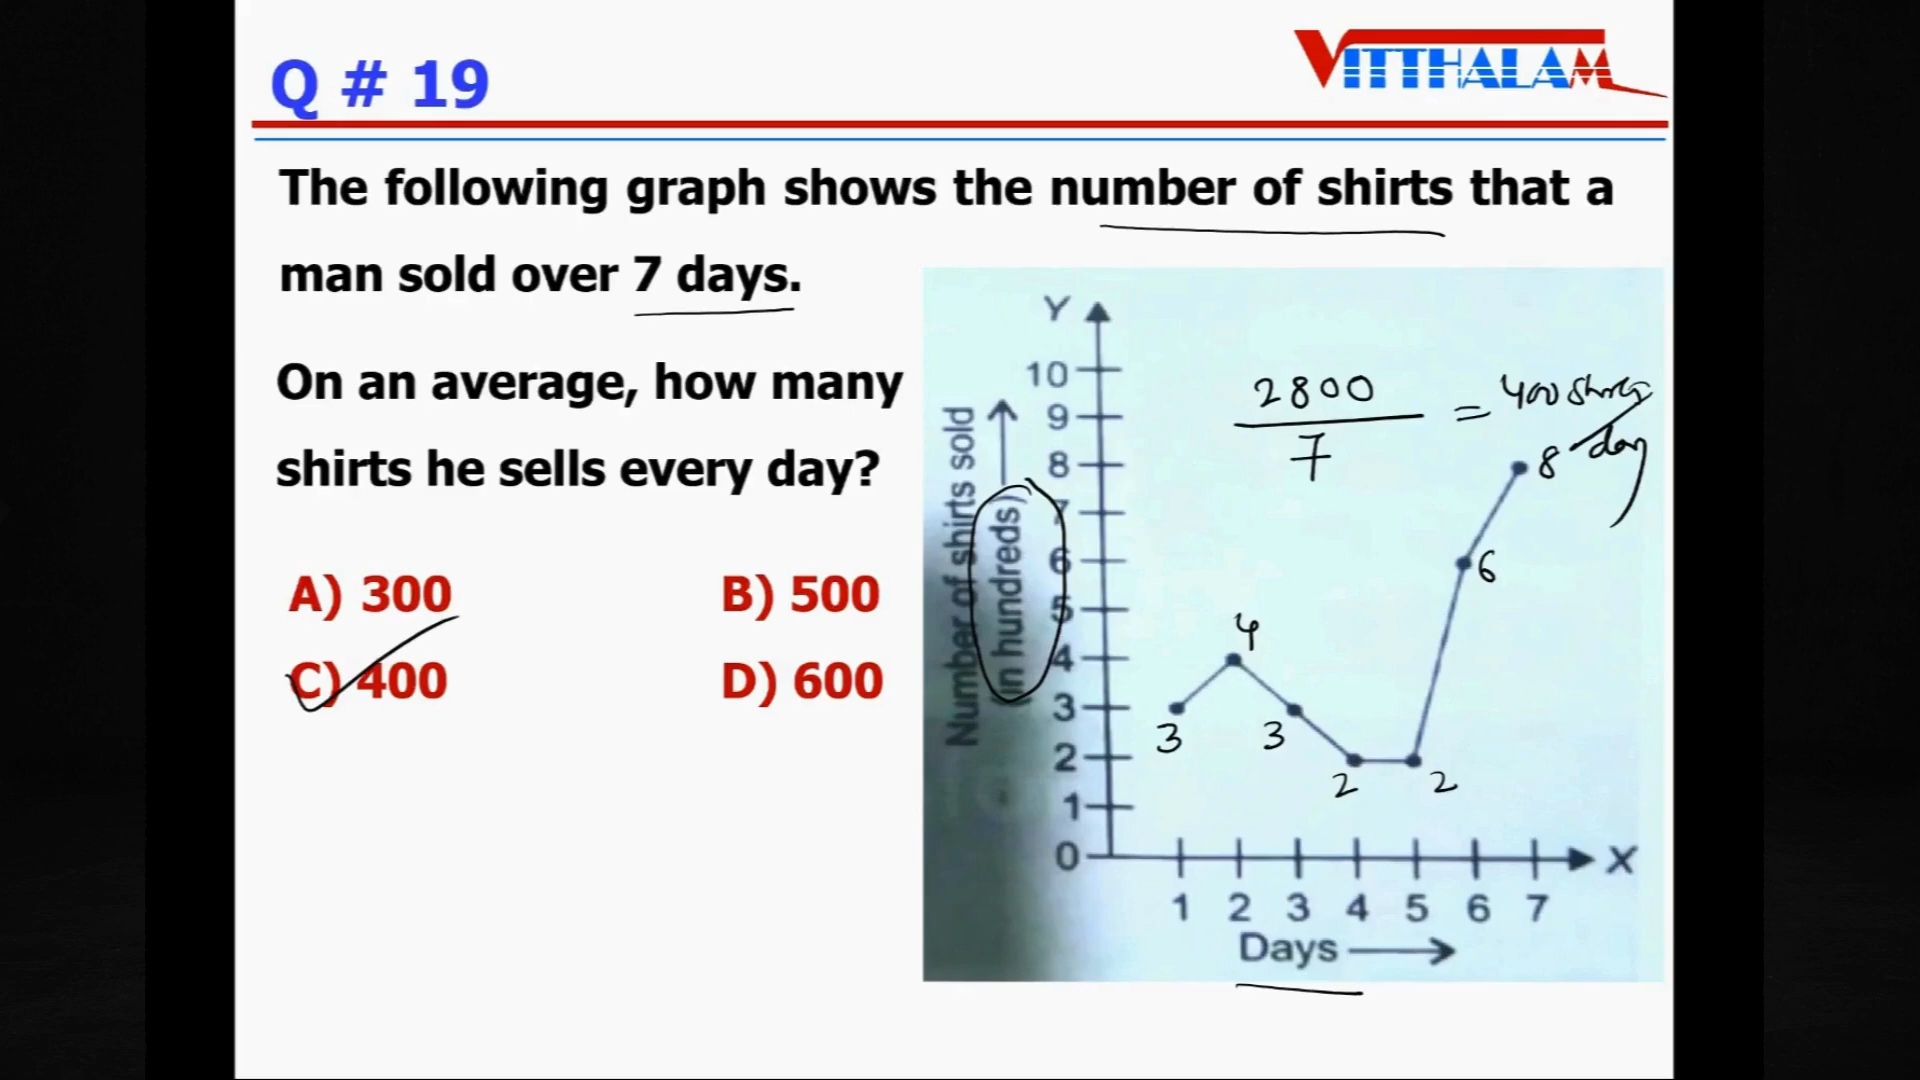 Q # 19
VITTHALAM
The following graph shows the number of shirts that a
man sold over 7 days.
On an average, how many
shirts he sells every day?
A) 300
B) 500
C) 400
D) 600
Number of shirts sold
(in hundreds)
Y
10
9
8
7
6
5
4
3
2
1
0
2800
7
= 400 shirts
day
8
6
4
3
3
2
2
X
1 2 3 4 5 6 7
Days